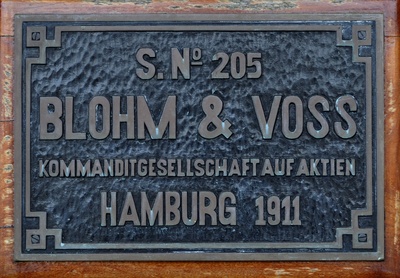 S. Nº 205
BLOHM & VOSS
KOMMANDITGESELLSCHAFT AUF AKTIEN
HAMBURG 1911